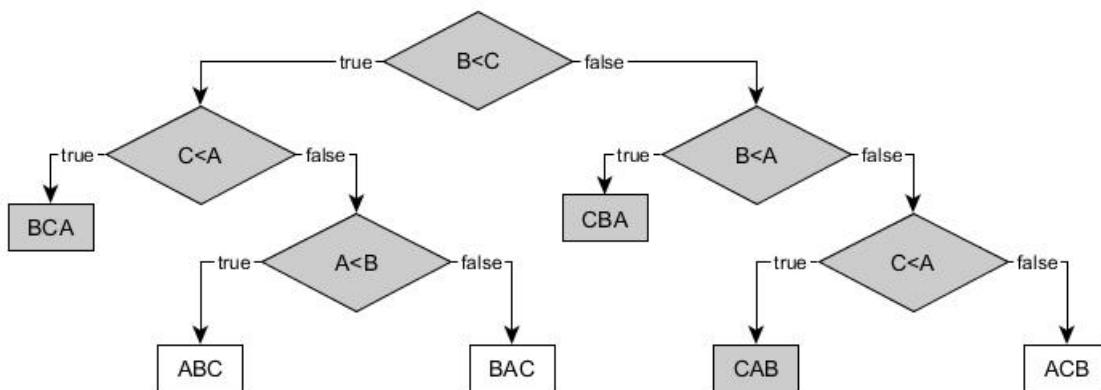 B<C
true
false
C<A
B<A
true
false
true
false
BCA
CBA
A<B
C<A
true
false
true
false
ABC
BAC
CAB
ACB